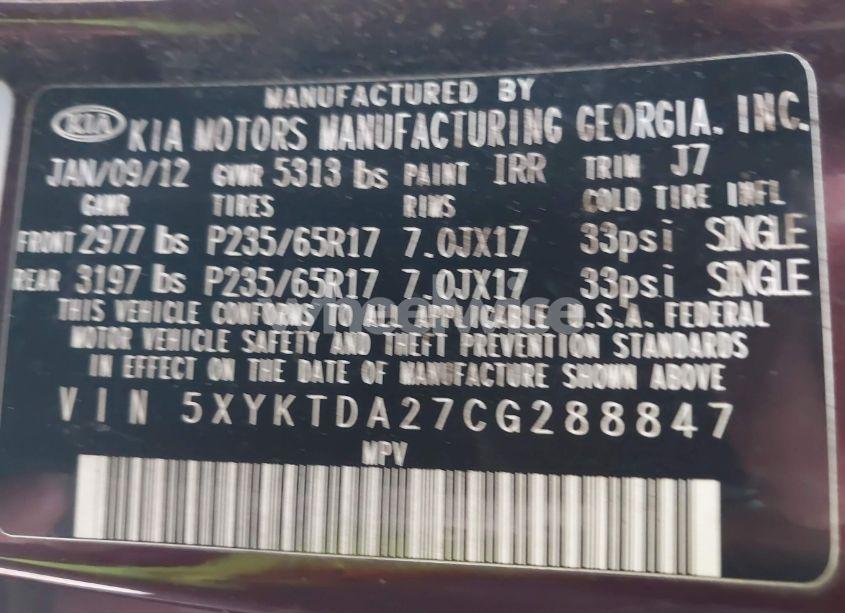 MANUFACTURED BY
KIA KIA MOTORS MANUFACTURING GEORGIA, INC.
JAN/09/12 GVWR 5313 lbs PAINT IRR TRIM J7
GAWR TIRES RIMS COLD TIRE INFL
FRONT 2977 lbs P235/65R17 7.0JX17 33psi SINGLE
REAR 3197 lbs P235/65R17 7.0JX17 33psi SINGLE
THIS VEHICLE CONFORMS TO ALL APPLICABLE U.S.A. FEDERAL
MOTOR VEHICLE SAFETY AND THEFT PREVENTION STANDARDS
IN EFFECT ON THE DATE OF MANUFACTURE SHOWN ABOVE
VIN 5XYKTDA27CG288847
MPV